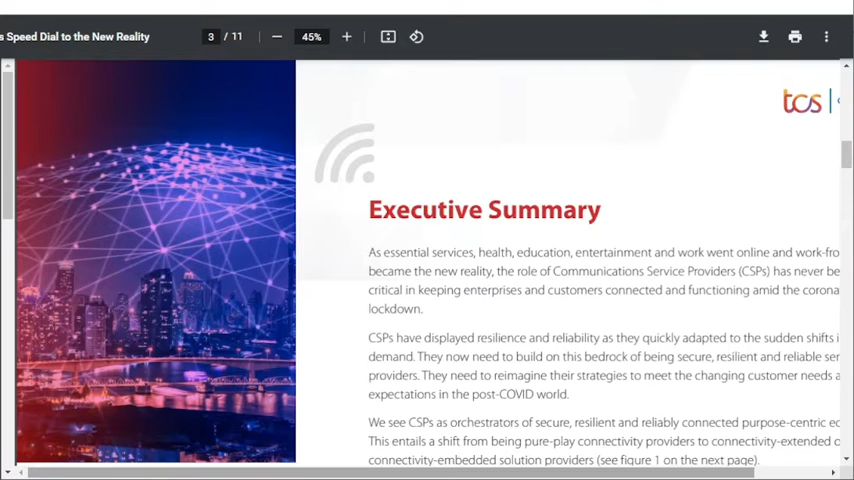 s Speed Dial to the New Reality
3 / 11
45%
tcs
Executive Summary
As essential services, health, education, entertainment and work went online and work-fro
became the new reality, the role of Communications Service Providers (CSPs) has never be
critical in keeping enterprises and customers connected and functioning amid the corona
lockdown.
CSPs have displayed resilience and reliability as they quickly adapted to the sudden shifts i
demand. They now need to build on this bedrock of being secure, resilient and reliable ser
providers. They need to reimagine their strategies to meet the changing customer needs a
expectations in the post-COVID world.
We see CSPs as orchestrators of secure, resilient and reliably connected purpose-centric ec
This entails a shift from being pure-play connectivity providers to connectivity-extended o
connectivity-embedded solution providers (see figure 1 on the next page).